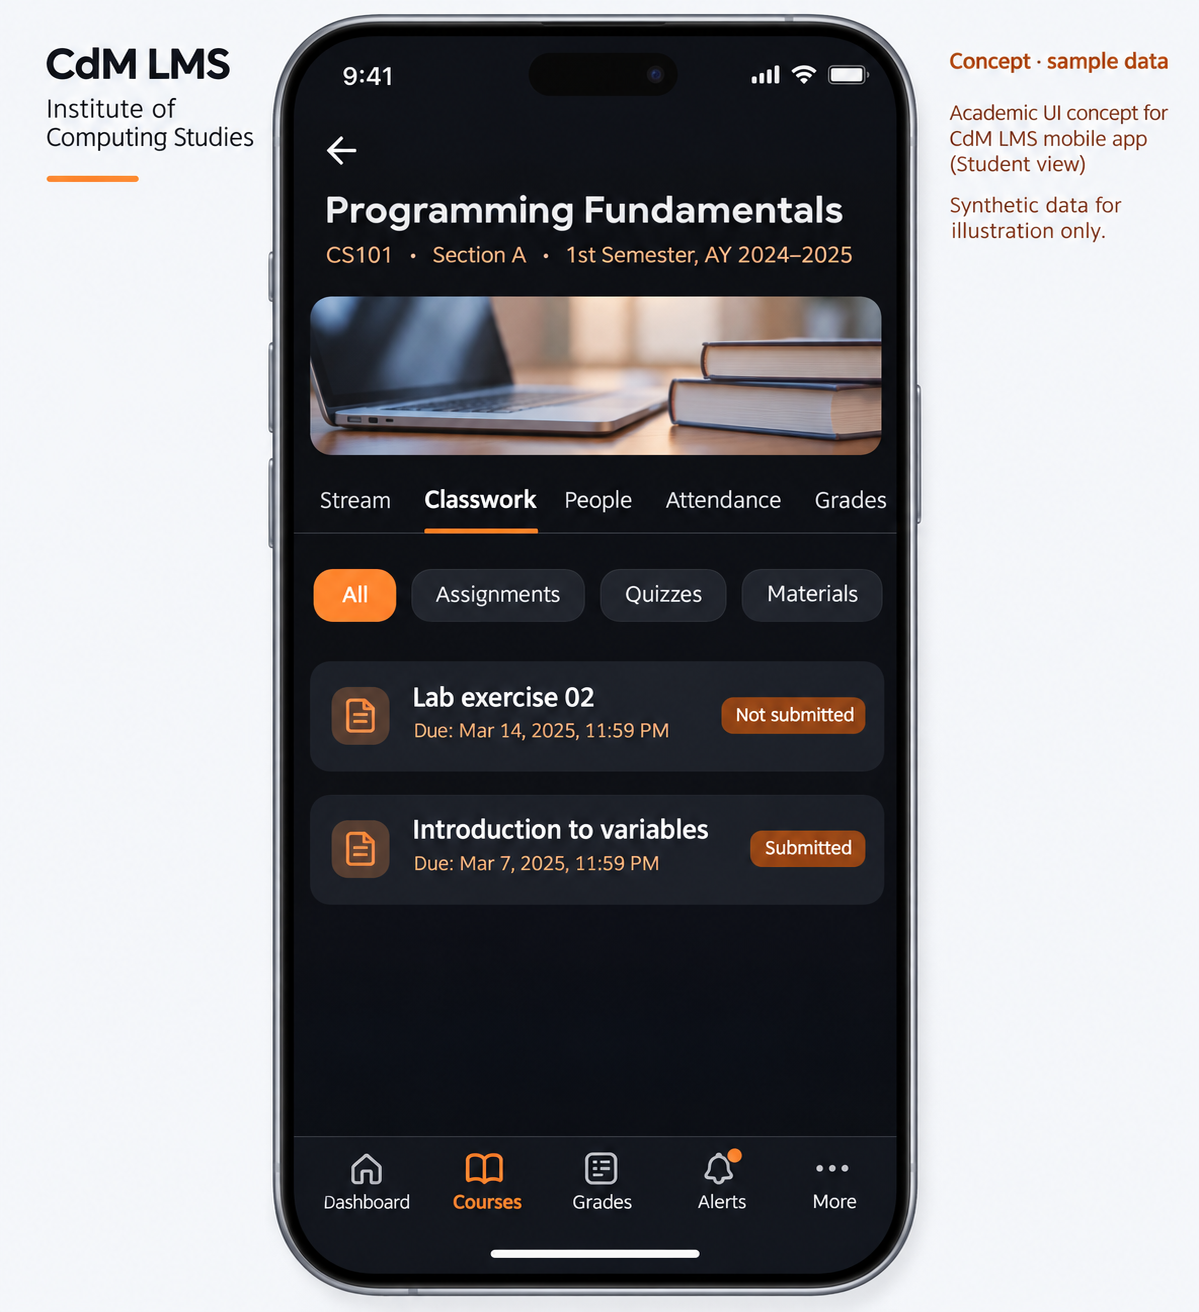 CdM LMS
Institute of
Computing Studies
Concept · sample data
Academic UI concept for
CdM LMS mobile app
(Student view)
Synthetic data for
illustration only.
9:41
Programming Fundamentals
CS101 • Section A • 1st Semester, AY 2024–2025
Stream Classwork People Attendance Grades
All Assignments Quizzes Materials
Lab exercise 02
Due: Mar 14, 2025, 11:59 PM
Not submitted
Introduction to variables
Due: Mar 7, 2025, 11:59 PM
Submitted
Dashboard Courses Grades Alerts More